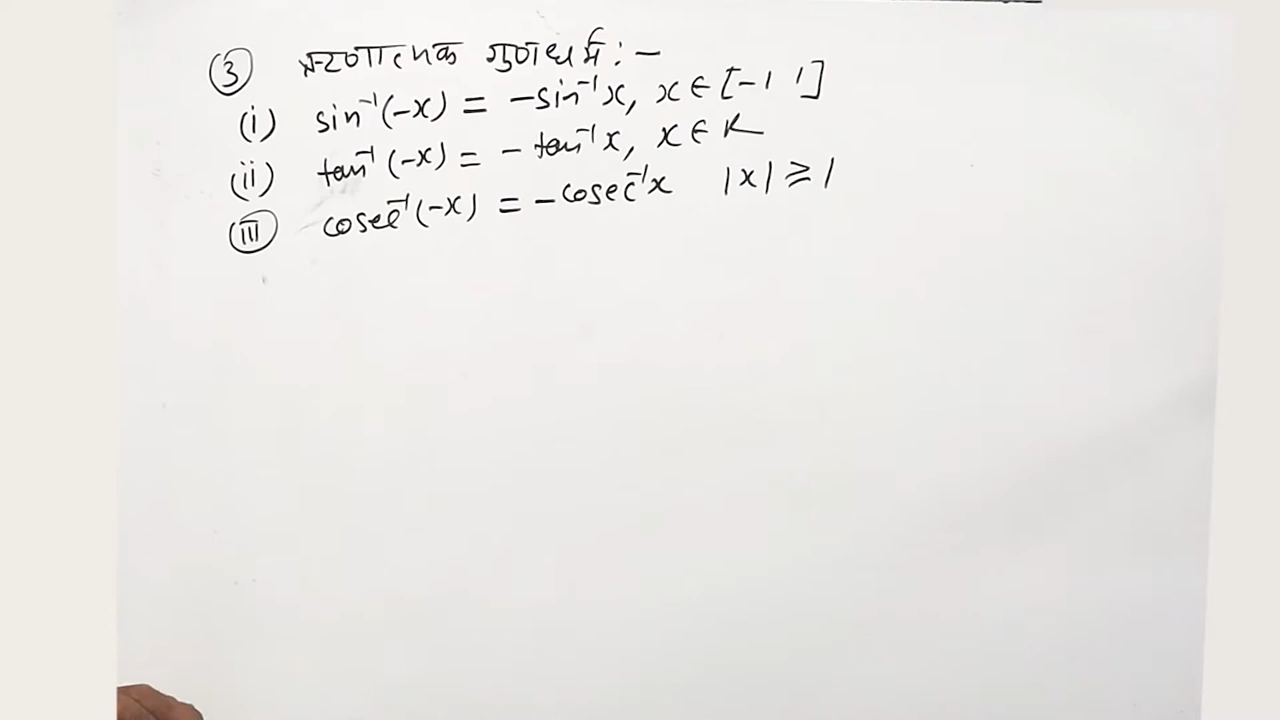 ③ ऋणात्मक गुणधर्म :-
(i) sin⁻¹(-x) = -sin⁻¹x, x ∈ [-1 1]
(ii) tan⁻¹(-x) = - tan⁻¹x, x ∈ R
(iii) cosec⁻¹(-x) = -cosec⁻¹x |x| ≥ 1